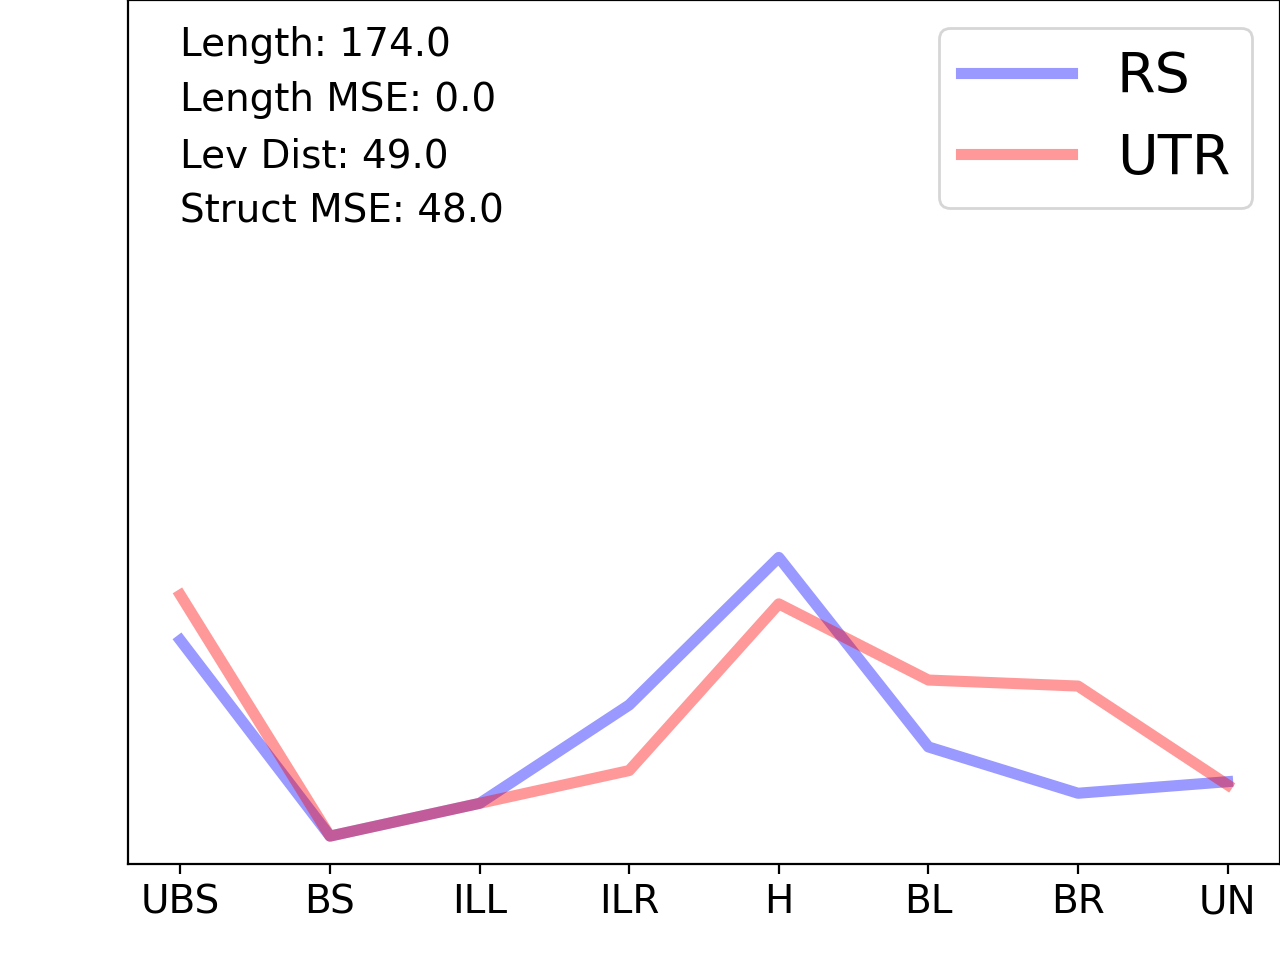 Length: 174.0
Length MSE: 0.0
Lev Dist: 49.0
Struct MSE: 48.0
RS
UTR
UBS BS ILL ILR H BL BR UN